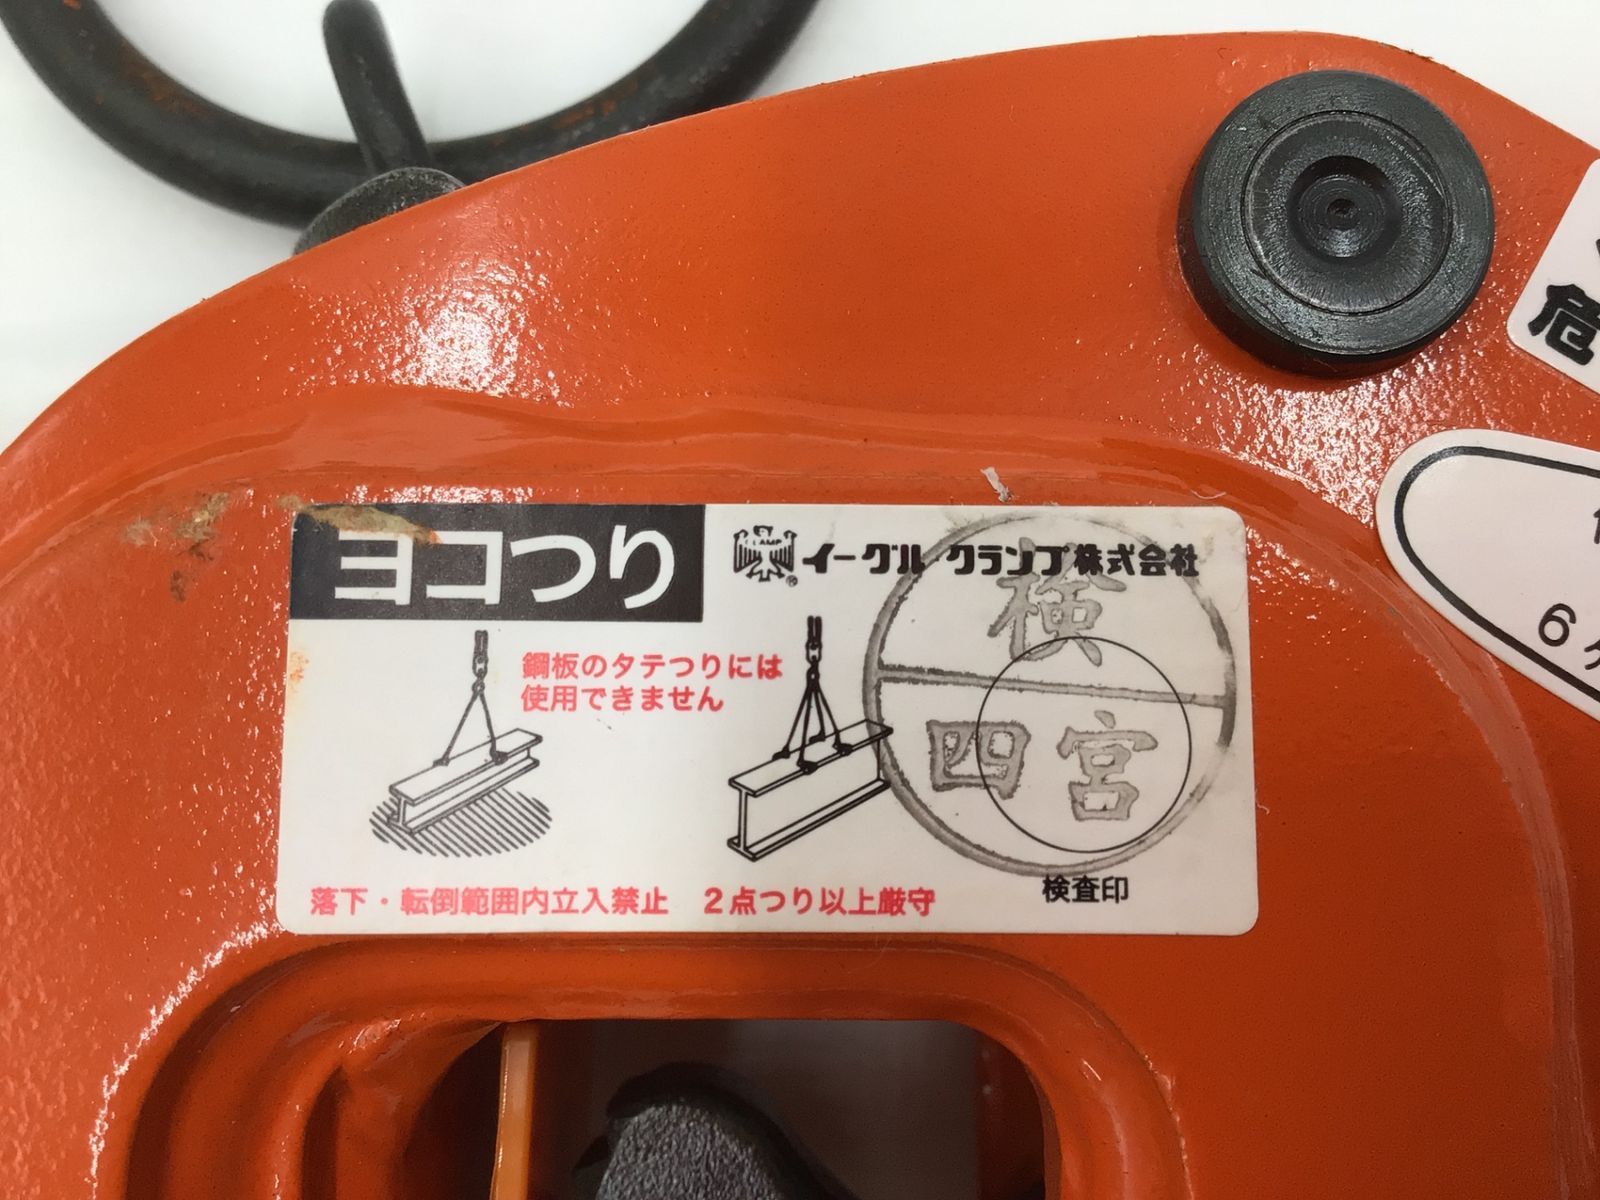 ヨコつり
CLAMP
イーグル クランプ株式会社
鋼板のタテつりには
使用できません
検
四宮
落下・転倒範囲内立入禁止 2点つり以上厳守
検査印
危
6ヶ